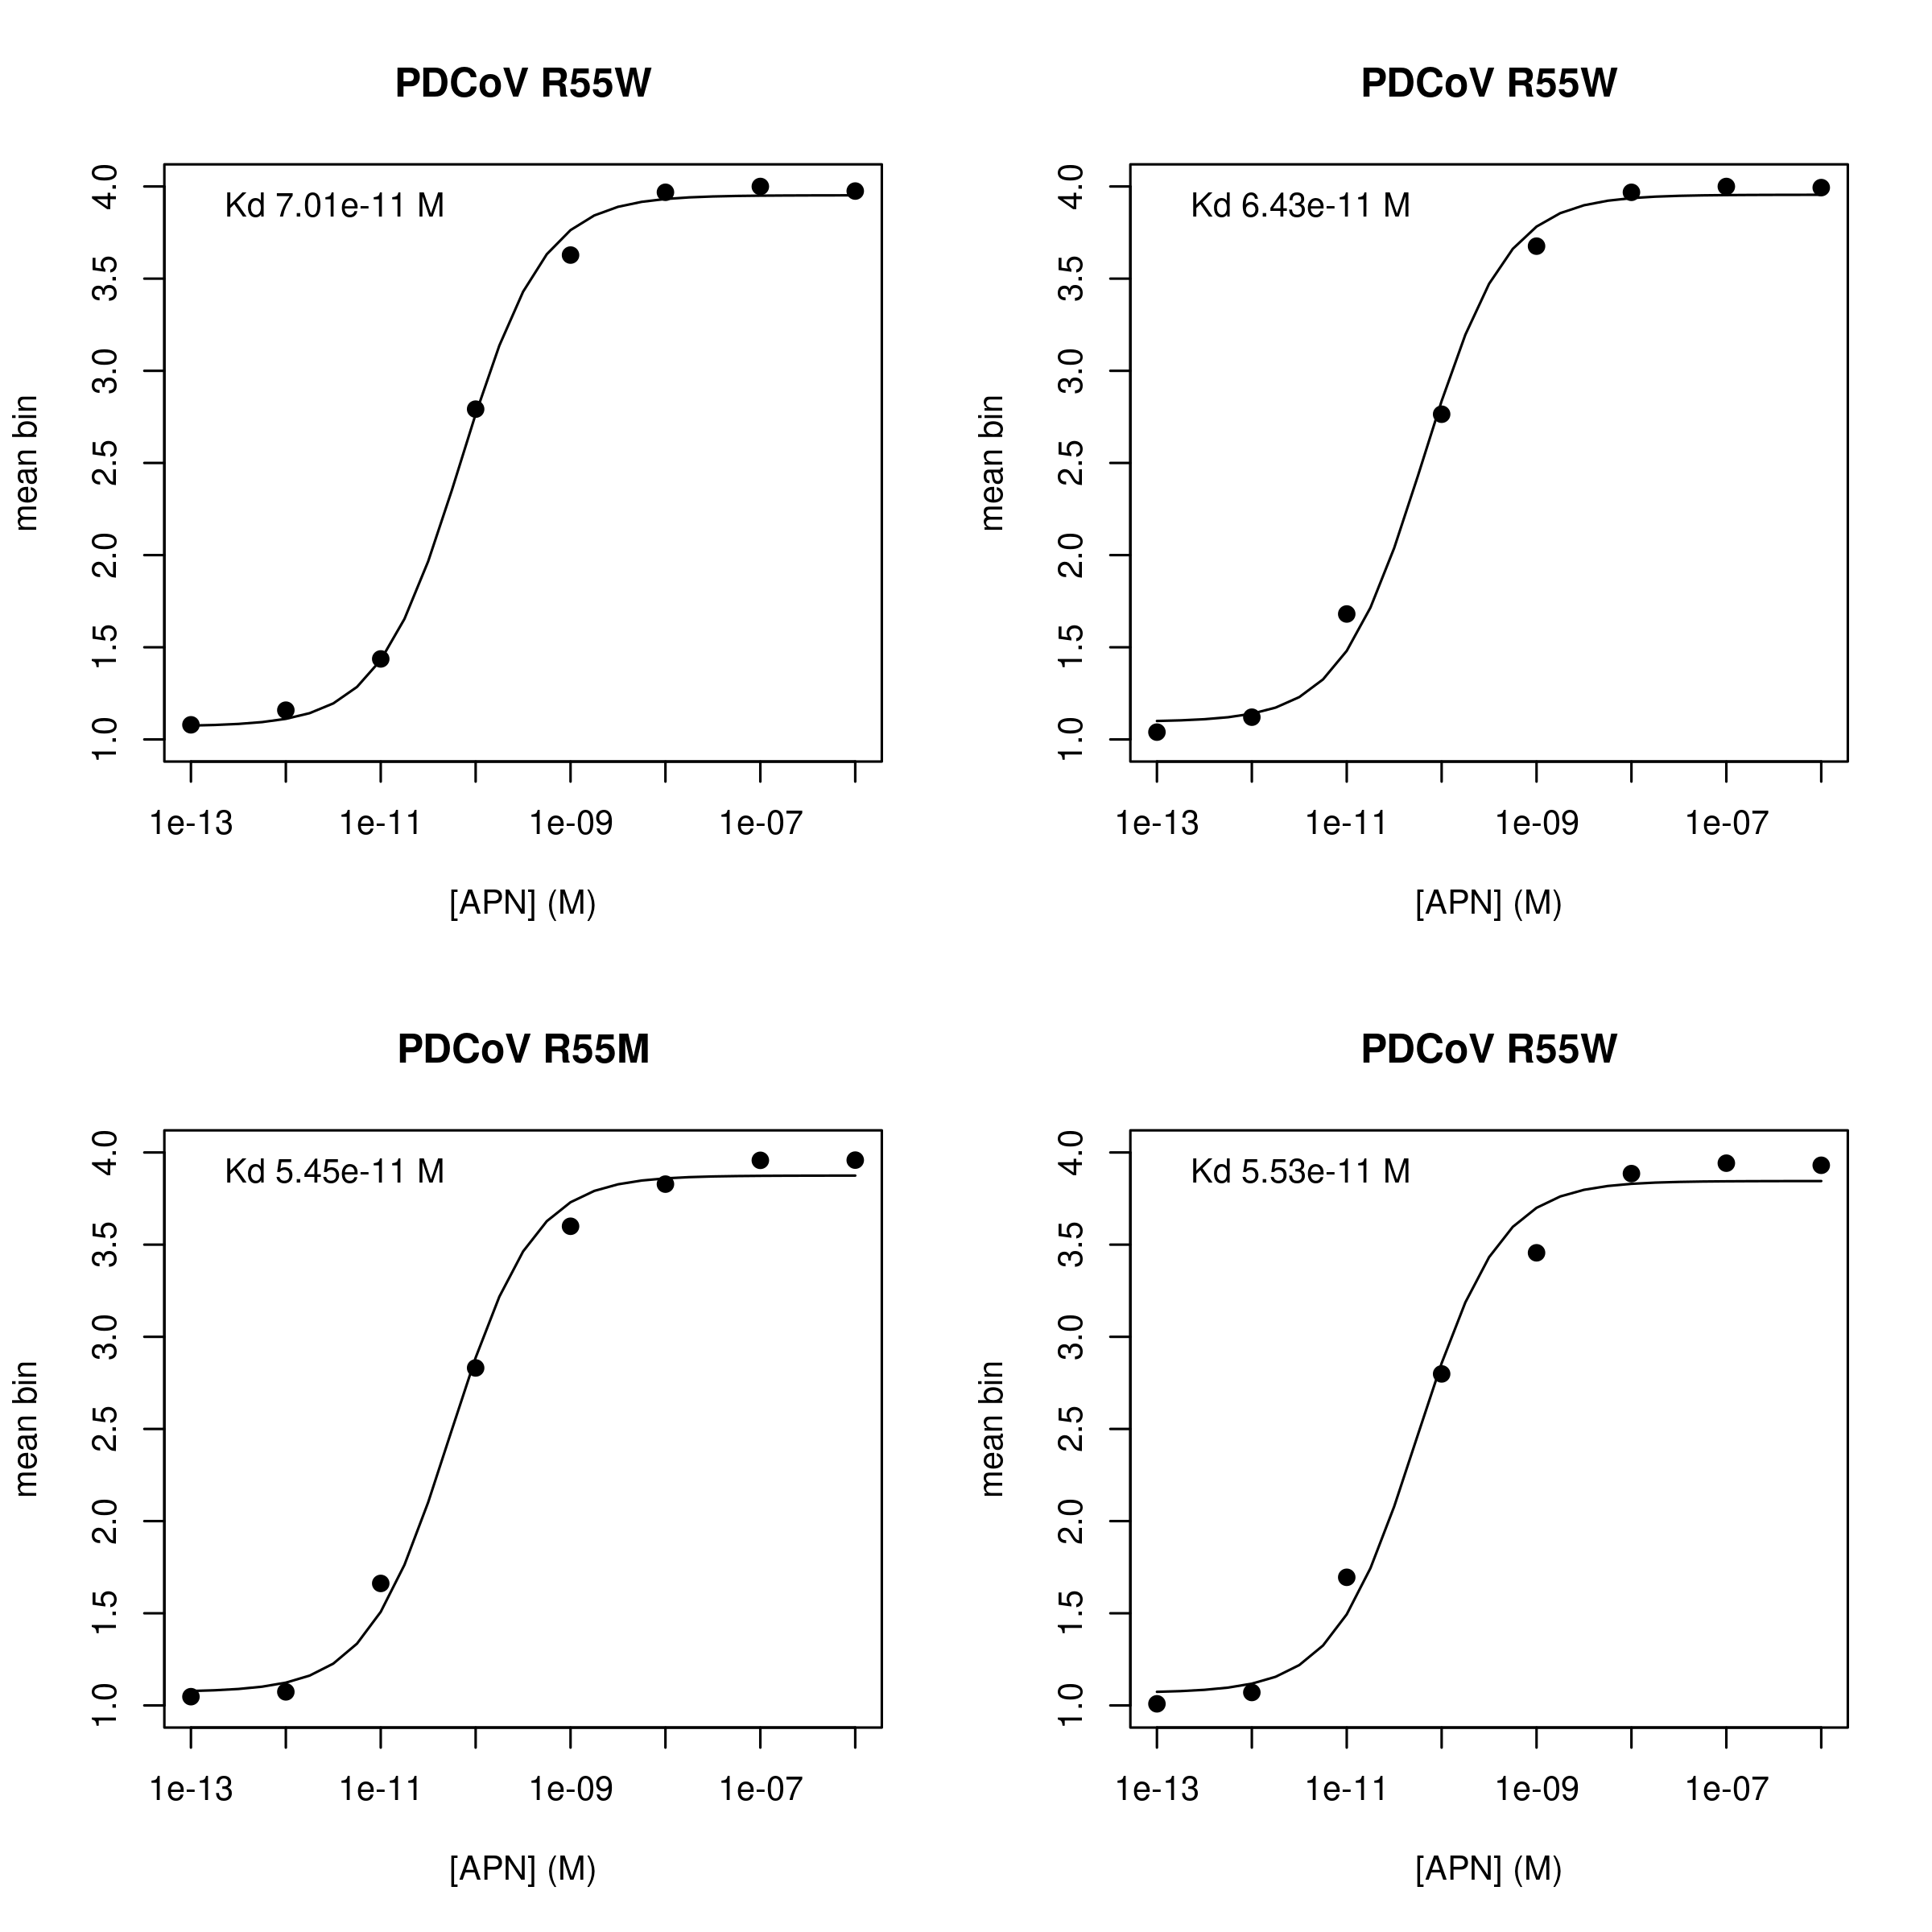 PDCoV R55W
Kd 7.01e-11 M
mean bin
4.0
3.5
3.0
2.5
2.0
1.5
1.0
1e-13 1e-11 1e-09 1e-07
[APN] (M)
PDCoV R55W
Kd 6.43e-11 M
mean bin
4.0
3.5
3.0
2.5
2.0
1.5
1.0
1e-13 1e-11 1e-09 1e-07
[APN] (M)
PDCoV R55M
Kd 5.45e-11 M
mean bin
4.0
3.5
3.0
2.5
2.0
1.5
1.0
1e-13 1e-11 1e-09 1e-07
[APN] (M)
PDCoV R55W
Kd 5.53e-11 M
mean bin
4.0
3.5
3.0
2.5
2.0
1.5
1.0
1e-13 1e-11 1e-09 1e-07
[APN] (M)